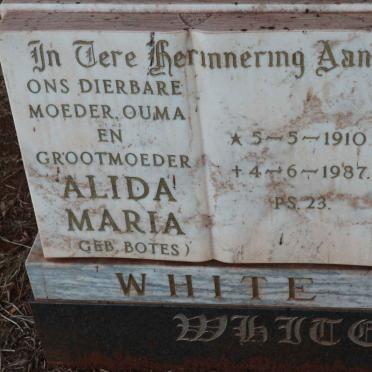 In Tere Herinnering Aan
ONS DIERBARE
MOEDER, OUMA
EN
GROOTMOEDER
ALIDA
MARIA
(GEB. BOTES)
★ 5-5-1910
+ 4-6-1987.
PS. 23.
WHITE
WHITE